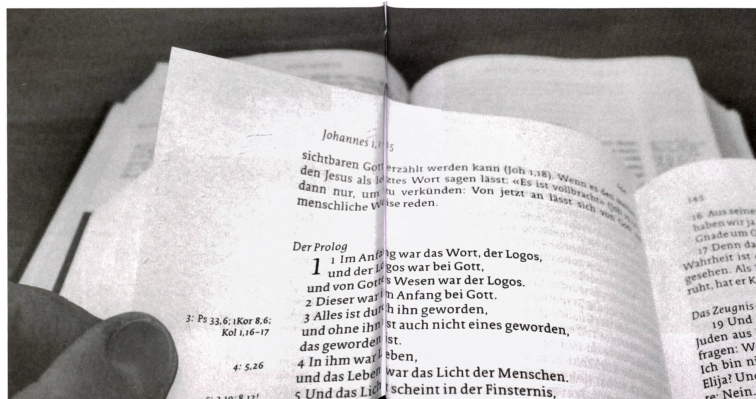 Johannes 1,1-15
sichtbaren Gott erzählt werden kann (Joh 1,18). Wenn es den
den Jesus als letztes Wort sagen lässt: «Es ist vollbracht»
dann nur, um zu verkünden: Von jetzt an lässt sich von Gott
menschliche Weise reden.
Der Prolog
1 1 Im Anfang war das Wort, der Logos,
und der Logos war bei Gott,
und von Gottes Wesen war der Logos.
2 Dieser war im Anfang bei Gott.
3 Alles ist durch ihn geworden,
und ohne ihn ist auch nicht eines geworden,
das geworden ist.
4 In ihm war Leben,
und das Leben war das Licht der Menschen.
5 Und das Licht scheint in der Finsternis,
3: Ps 33,6; 1Kor 8,6;
Kol 1,16–17
4: 5,26
145
16 Aus seine
haben wir ja
Gnade um G
17 Denn da
Wahrheit ist
gesehen. Als
ruht, hat er K
Das Zeugnis
19 Und
Juden aus
fragen: W
Ich bin ni
Elija? Und
te: Nein.